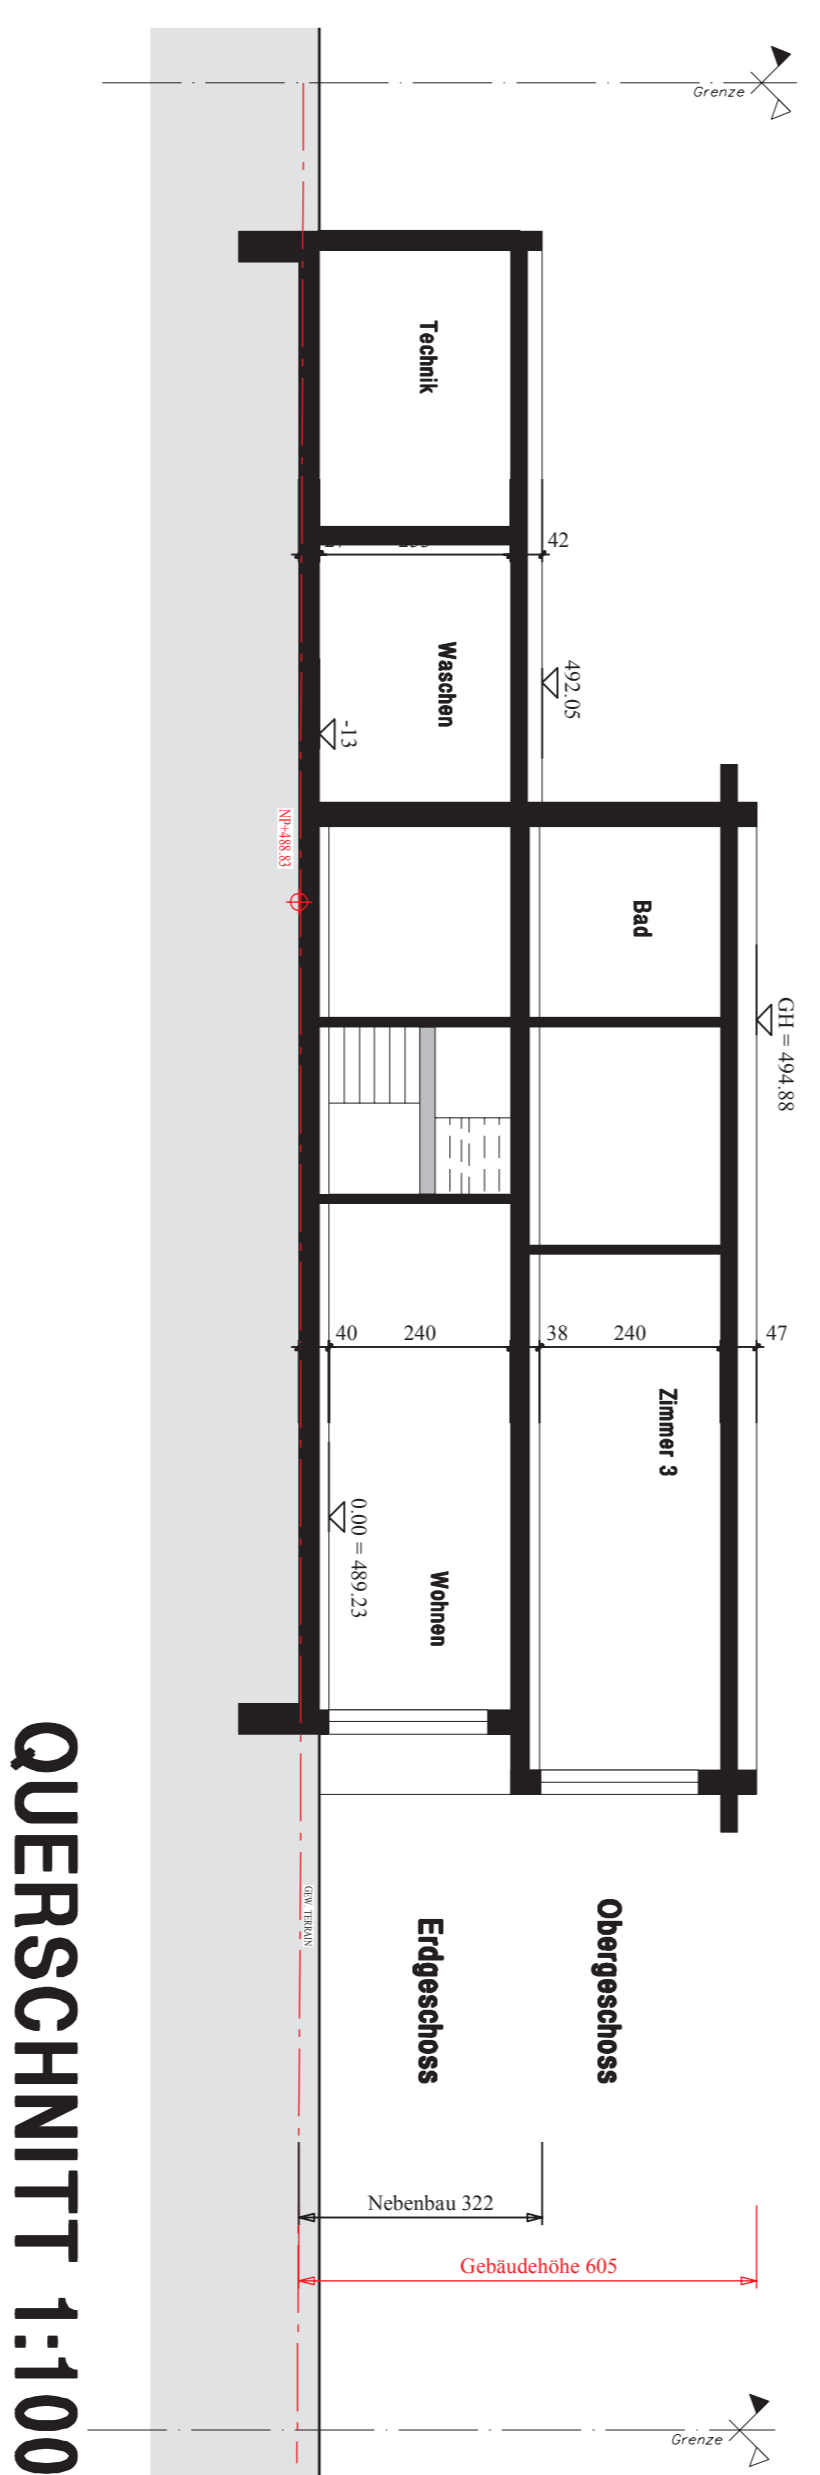 Grenze
Technik
42
Waschen
492.05
-13
NP+488.83
Bad
GH = 494.88
40
240
38
240
47
Zimmer 3
0.00 = 489.23
Wohnen
GEW. TERRAIN
Erdgeschoss
Obergeschoss
Nebenbau 322
Gebäudehöhe 605
Grenze
QUERSCHNITT 1:100